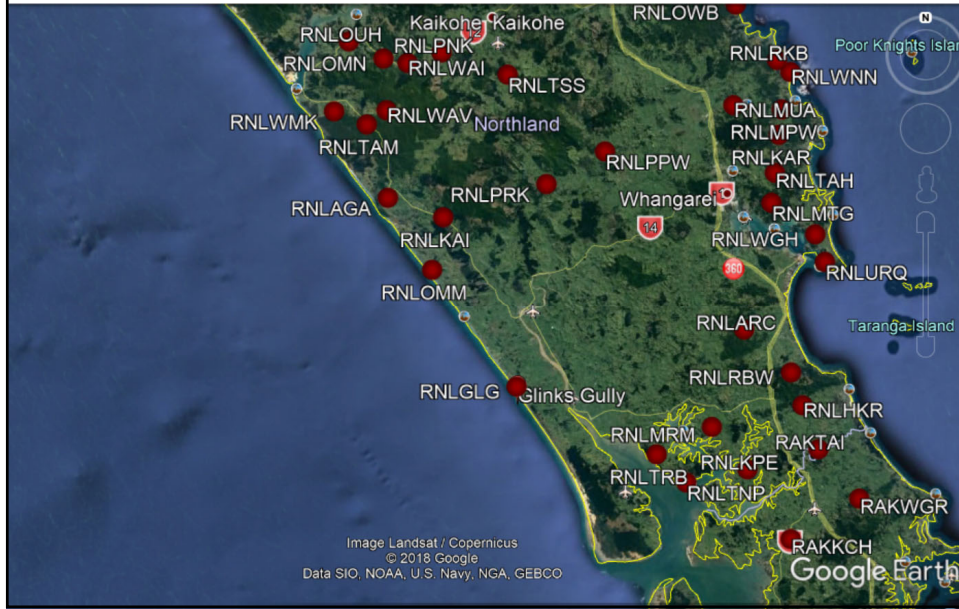 RNLOWB
N
Kaikohe Kaikohe
12
RNLOUH
RNLPNK
Poor Knights Islan
RNLOMN
RNLWAI
RNLRKB
RNLWNN
RNLTSS
RNLWMK
RNLWAV
RNLMUA
Northland
RNLMPW
RNLTAM
RNLPPW
RNLKAR
RNLTAH
RNLPRK
Whangarei
RNLAGA
RNLMTG
14
RNLKAI
RNLWGH
360
RNLURQ
RNLOMM
RNLARC
Taranga Island
RNLRBW
RNLGLG
Glinks Gully
RNLHKR
RNLMRM
RAKTAI
RNLKPE
RNLTRB
RNLTNP
RAKWGR
Image Landsat / Copernicus
RAKKCH
© 2018 Google
Google Earth
Data SIO, NOAA, U.S. Navy, NGA, GEBCO